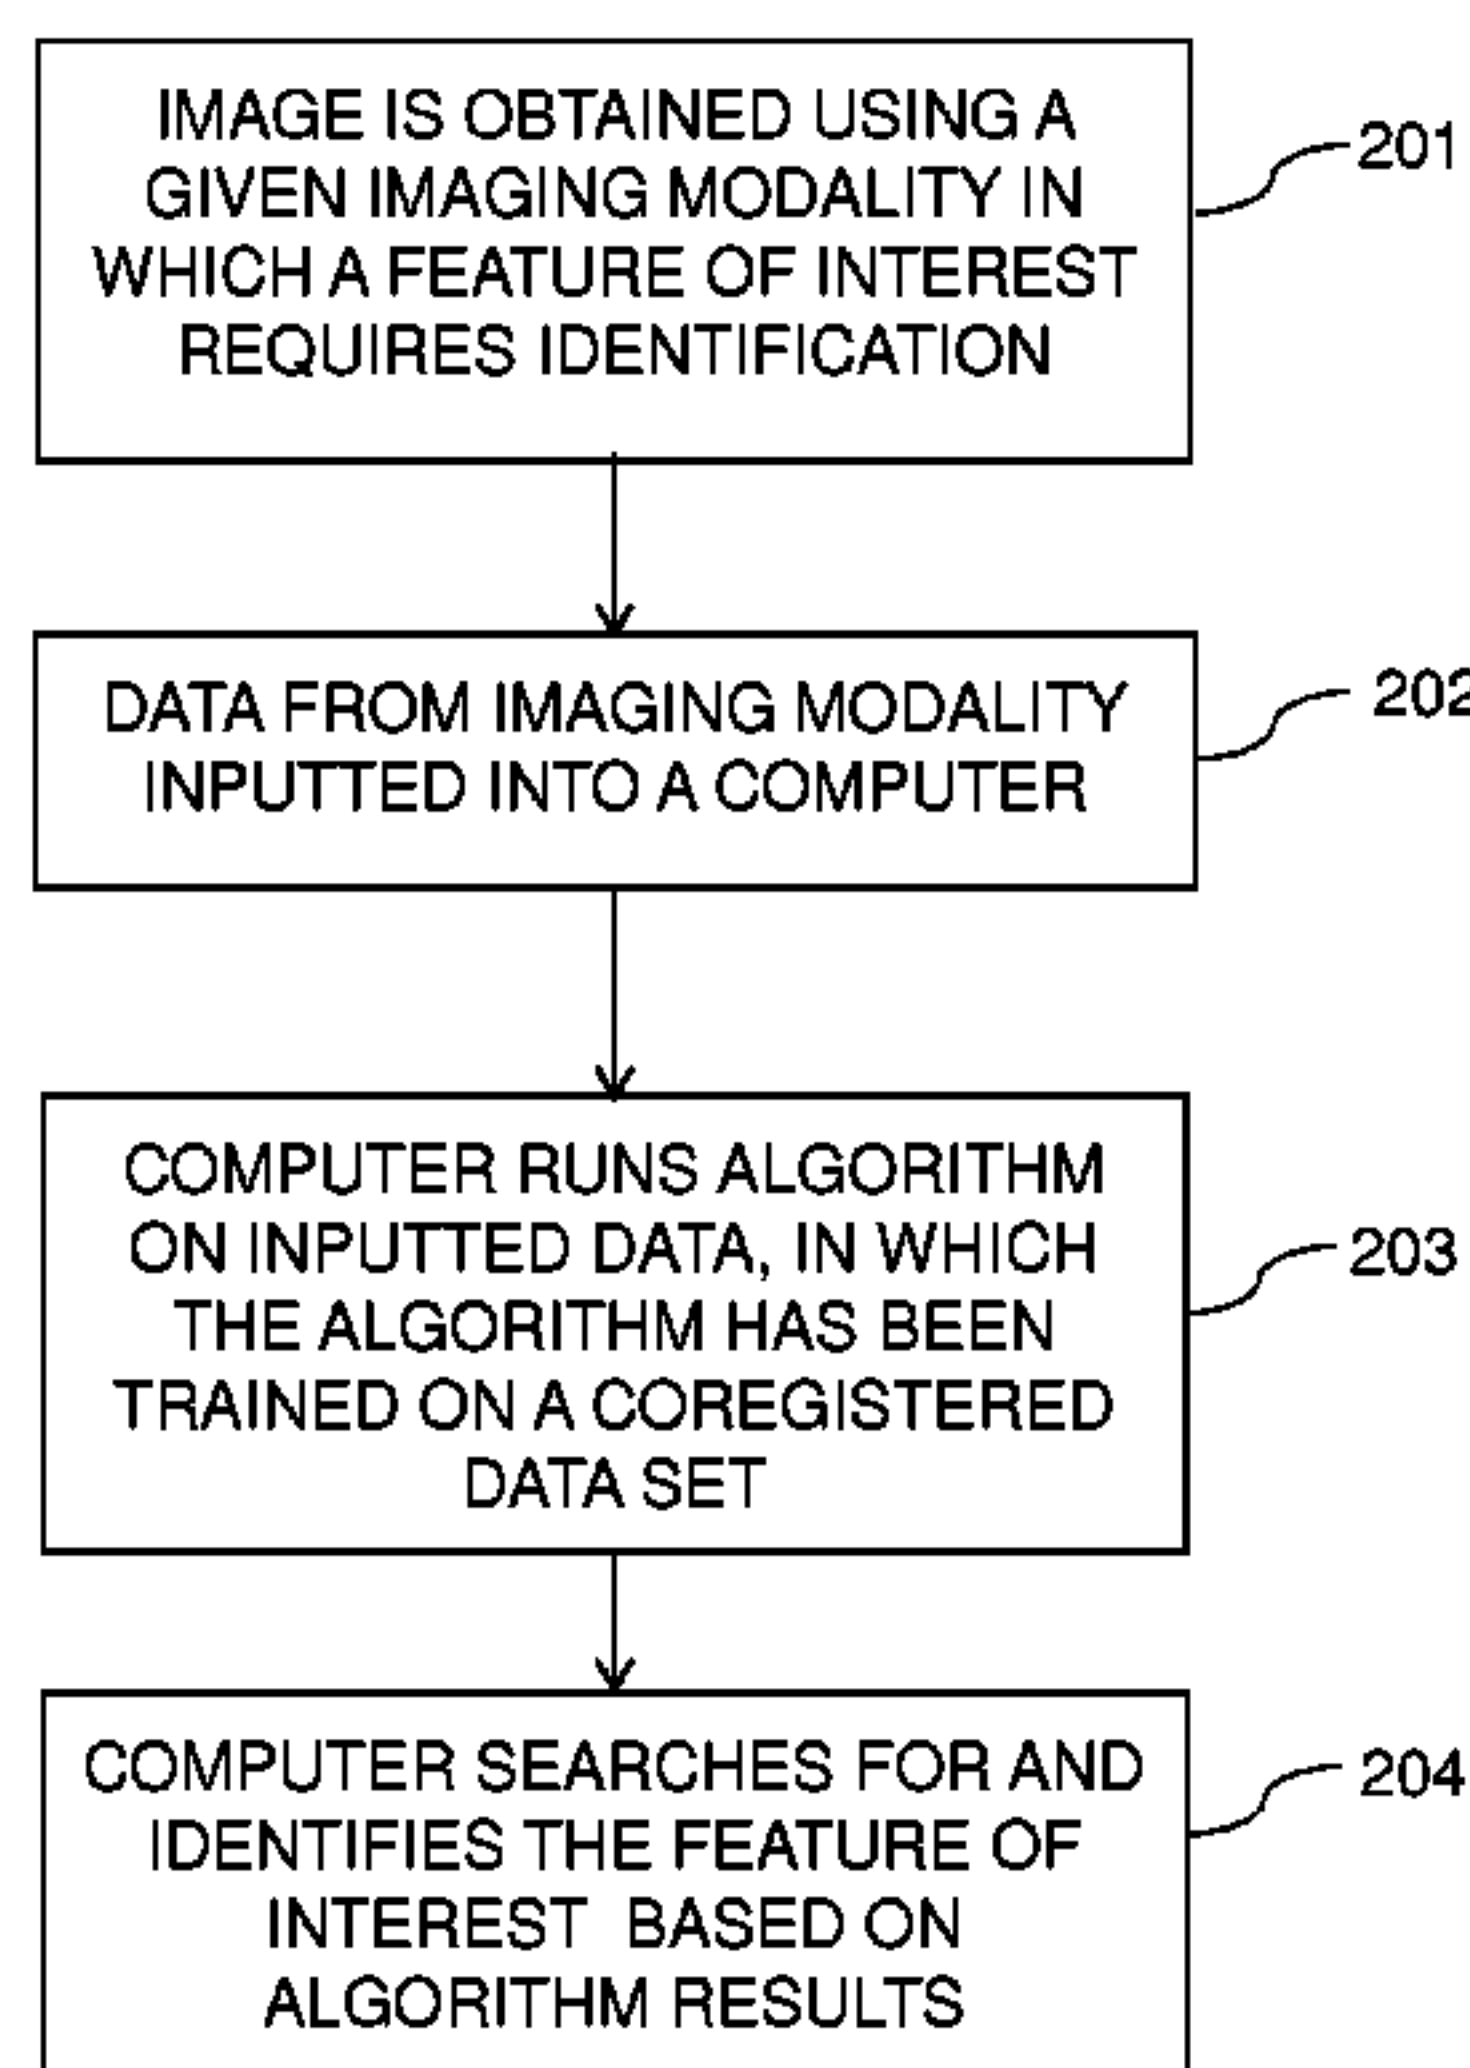 IMAGE IS OBTAINED USING A
GIVEN IMAGING MODALITY IN
WHICH A FEATURE OF INTEREST
REQUIRES IDENTIFICATION
201
DATA FROM IMAGING MODALITY
INPUTTED INTO A COMPUTER
202
COMPUTER RUNS ALGORITHM
ON INPUTTED DATA, IN WHICH
THE ALGORITHM HAS BEEN
TRAINED ON A COREGISTERED
DATA SET
203
COMPUTER SEARCHES FOR AND
IDENTIFIES THE FEATURE OF
INTEREST BASED ON
ALGORITHM RESULTS
204